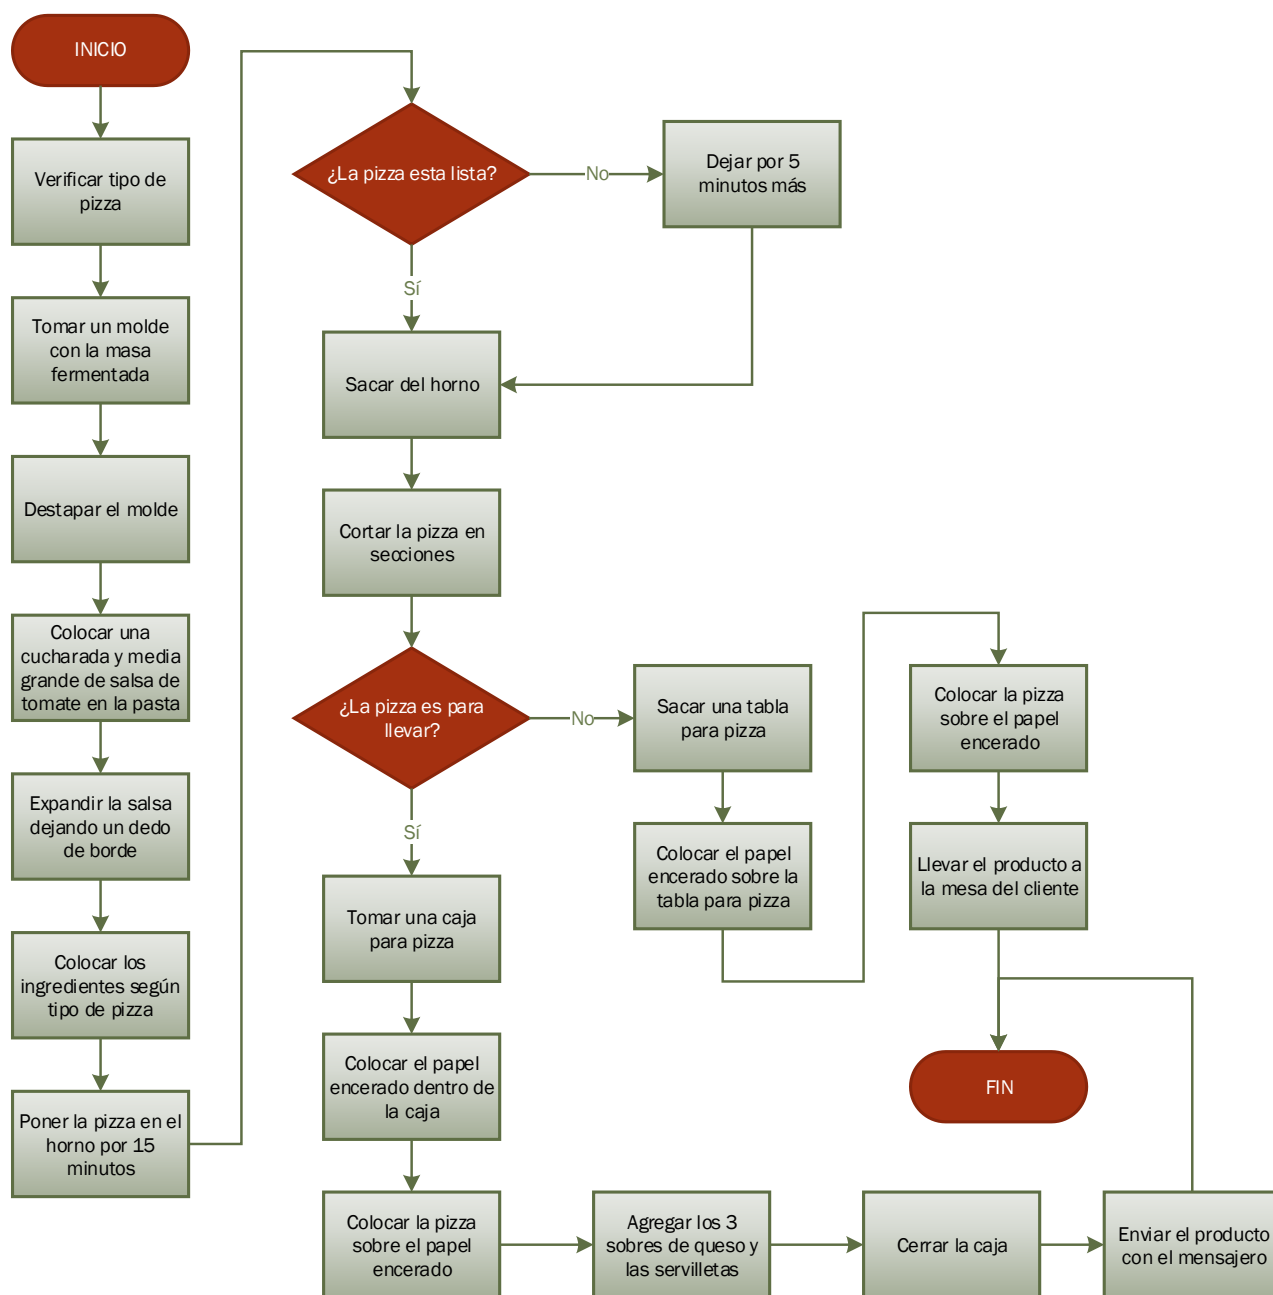 INICIO
Verificar tipo de
pizza
Tomar un molde
con la masa
fermentada
Destapar el molde
Colocar una
cucharada y media
grande de salsa de
tomate en la pasta
Expandir la salsa
dejando un dedo
de borde
Colocar los
ingredientes según
tipo de pizza
Poner la pizza en el
horno por 15
minutos
¿La pizza esta lista?
No
Dejar por 5
minutos más
Sí
Sacar del horno
Cortar la pizza en
secciones
¿La pizza es para
llevar?
No
Sacar una tabla
para pizza
Colocar el papel
encerado sobre la
tabla para pizza
Colocar la pizza
sobre el papel
encerado
Llevar el producto a
la mesa del cliente
Sí
Tomar una caja
para pizza
Colocar el papel
encerado dentro de
la caja
Colocar la pizza
sobre el papel
encerado
Agregar los 3
sobres de queso y
las servilletas
Cerrar la caja
Enviar el producto
con el mensajero
FIN